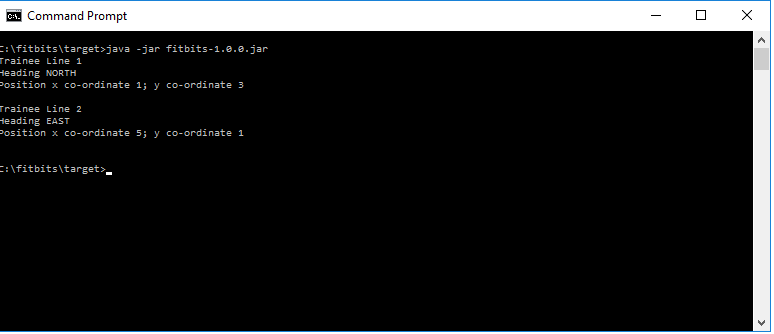 Command Prompt
C:\fitbits\target>java -jar fitbits-1.0.0.jar
Trainee Line 1
Heading NORTH
Position x co-ordinate 1; y co-ordinate 3
Trainee Line 2
Heading EAST
Position x co-ordinate 5; y co-ordinate 1
C:\fitbits\target>